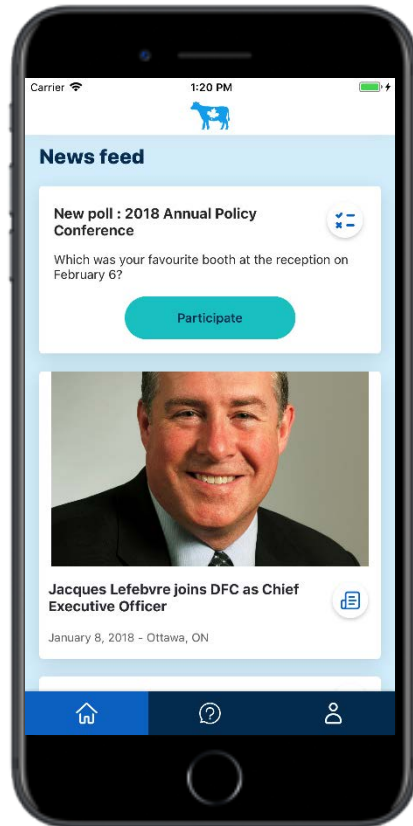 Carrier 1:20 PM
News feed
New poll : 2018 Annual Policy
Conference
Which was your favourite booth at the reception on
February 6?
Participate
Jacques Lefebvre joins DFC as Chief
Executive Officer
January 8, 2018 - Ottawa, ON